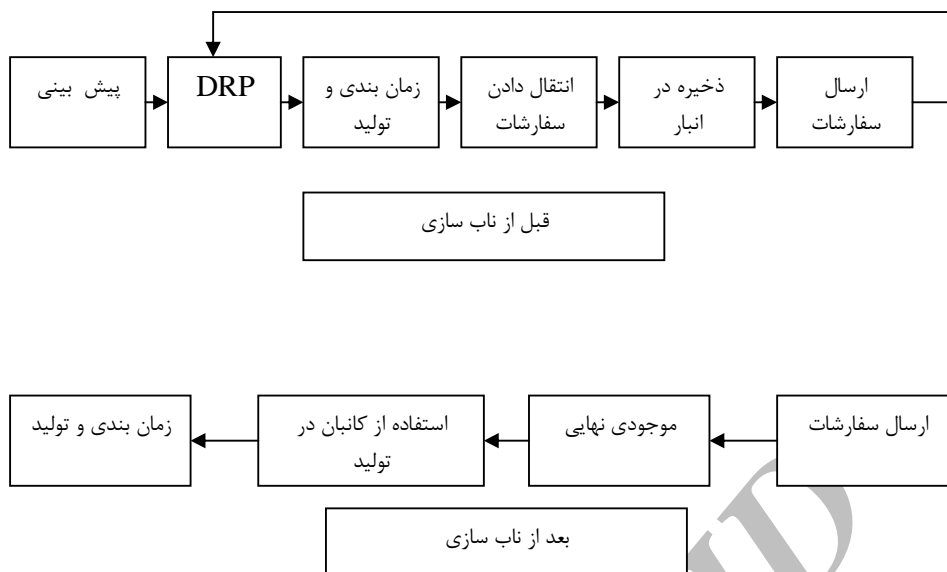 پیش بینی
DRP
زمان بندی و
تولید
انتقال دادن
سفارشات
ذخیره در
انبار
ارسال
سفارشات
قبل از ناب سازی
زمان بندی و تولید
استفاده از کانبان در
تولید
موجودی نهایی
ارسال سفارشات
بعد از ناب سازی